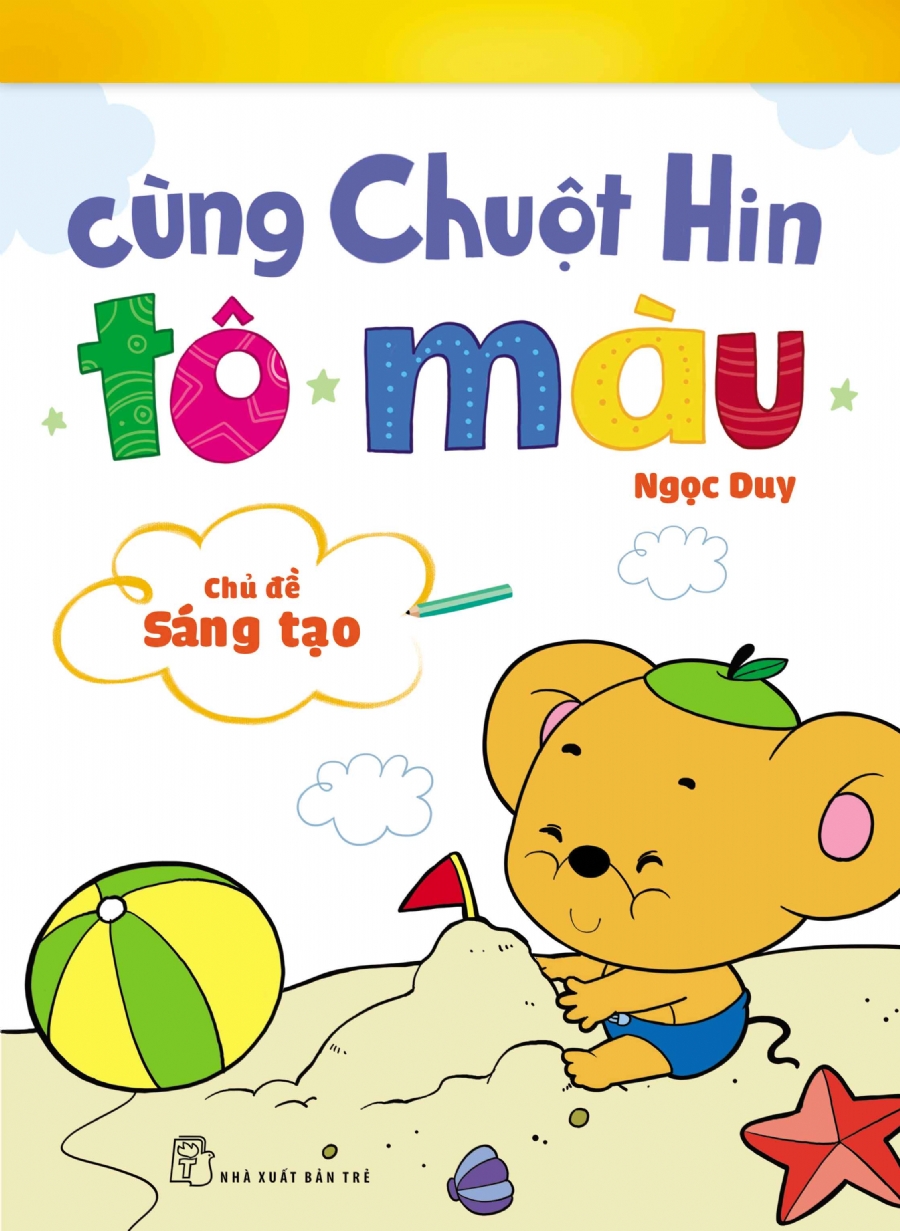 cùng Chuột Hin
tô màu
Ngọc Duy
Chủ đề
Sáng tạo
T
NHÀ XUẤT BẢN TRẺ